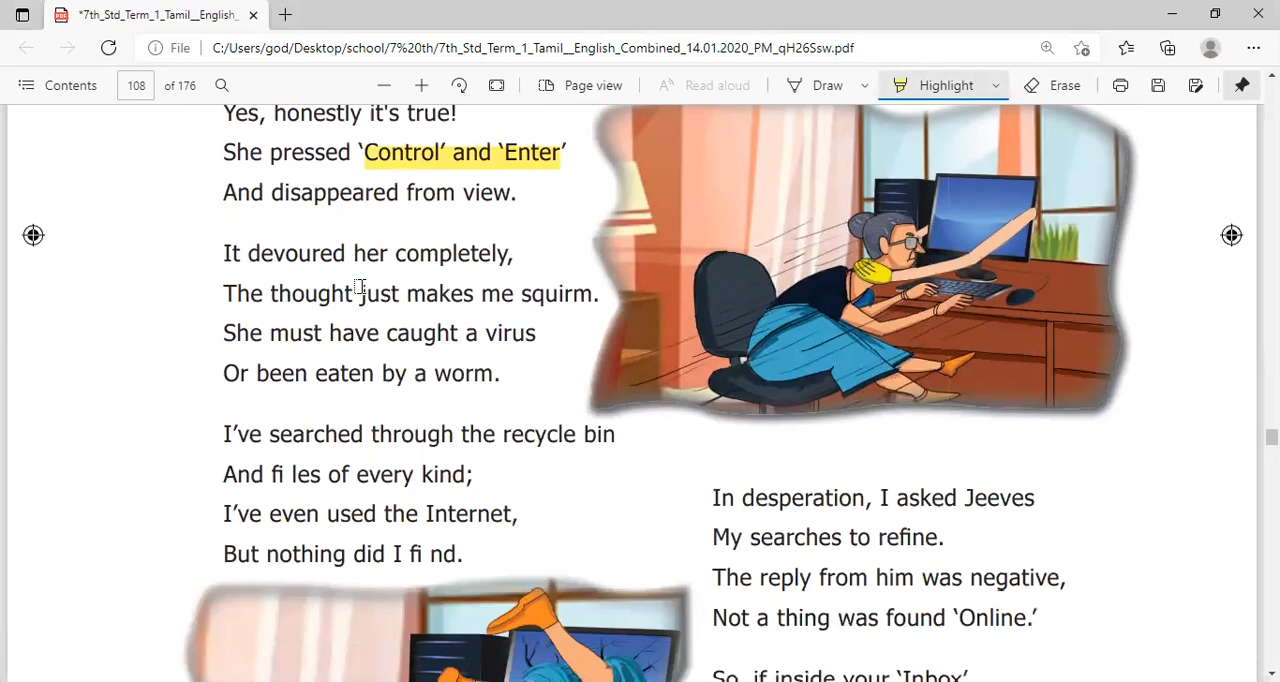 *7th_Std_Term_1_Tamil__English_
File
C:/Users/god/Desktop/school/7%20th/7th_Std_Term_1_Tamil__English_Combined_14.01.2020_PM_qH26Ssw.pdf
Contents
108
of 176
Page view
Read aloud
Draw
Highlight
Erase
Yes, honestly it's true!
She pressed ‘Control’ and ‘Enter’
And disappeared from view.
It devoured her completely,
The thought just makes me squirm.
She must have caught a virus
Or been eaten by a worm.
I’ve searched through the recycle bin
And fi les of every kind;
I’ve even used the Internet,
But nothing did I fi nd.
In desperation, I asked Jeeves
My searches to refine.
The reply from him was negative,
Not a thing was found ‘Online.’
So, if inside your ‘Inbox’